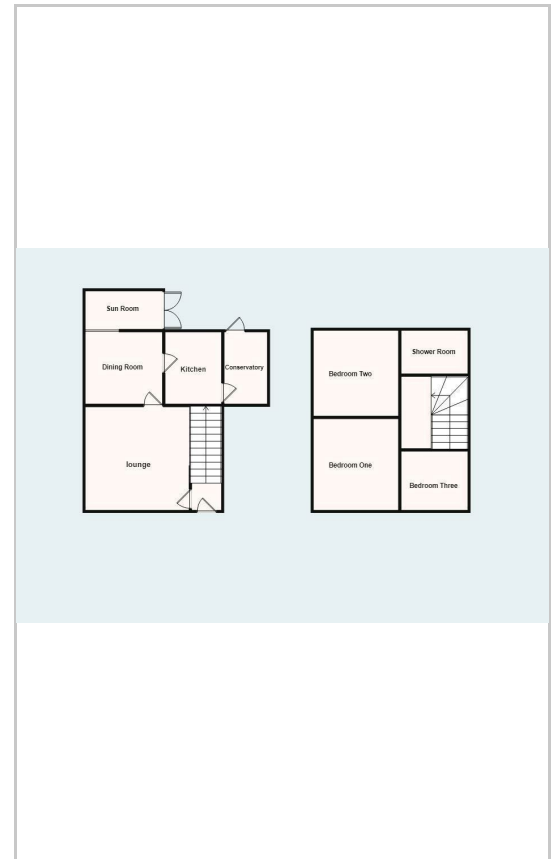 Sun Room
Dining Room
Kitchen
Conservatory
lounge
Bedroom Two
Shower Room
Bedroom One
Bedroom Three